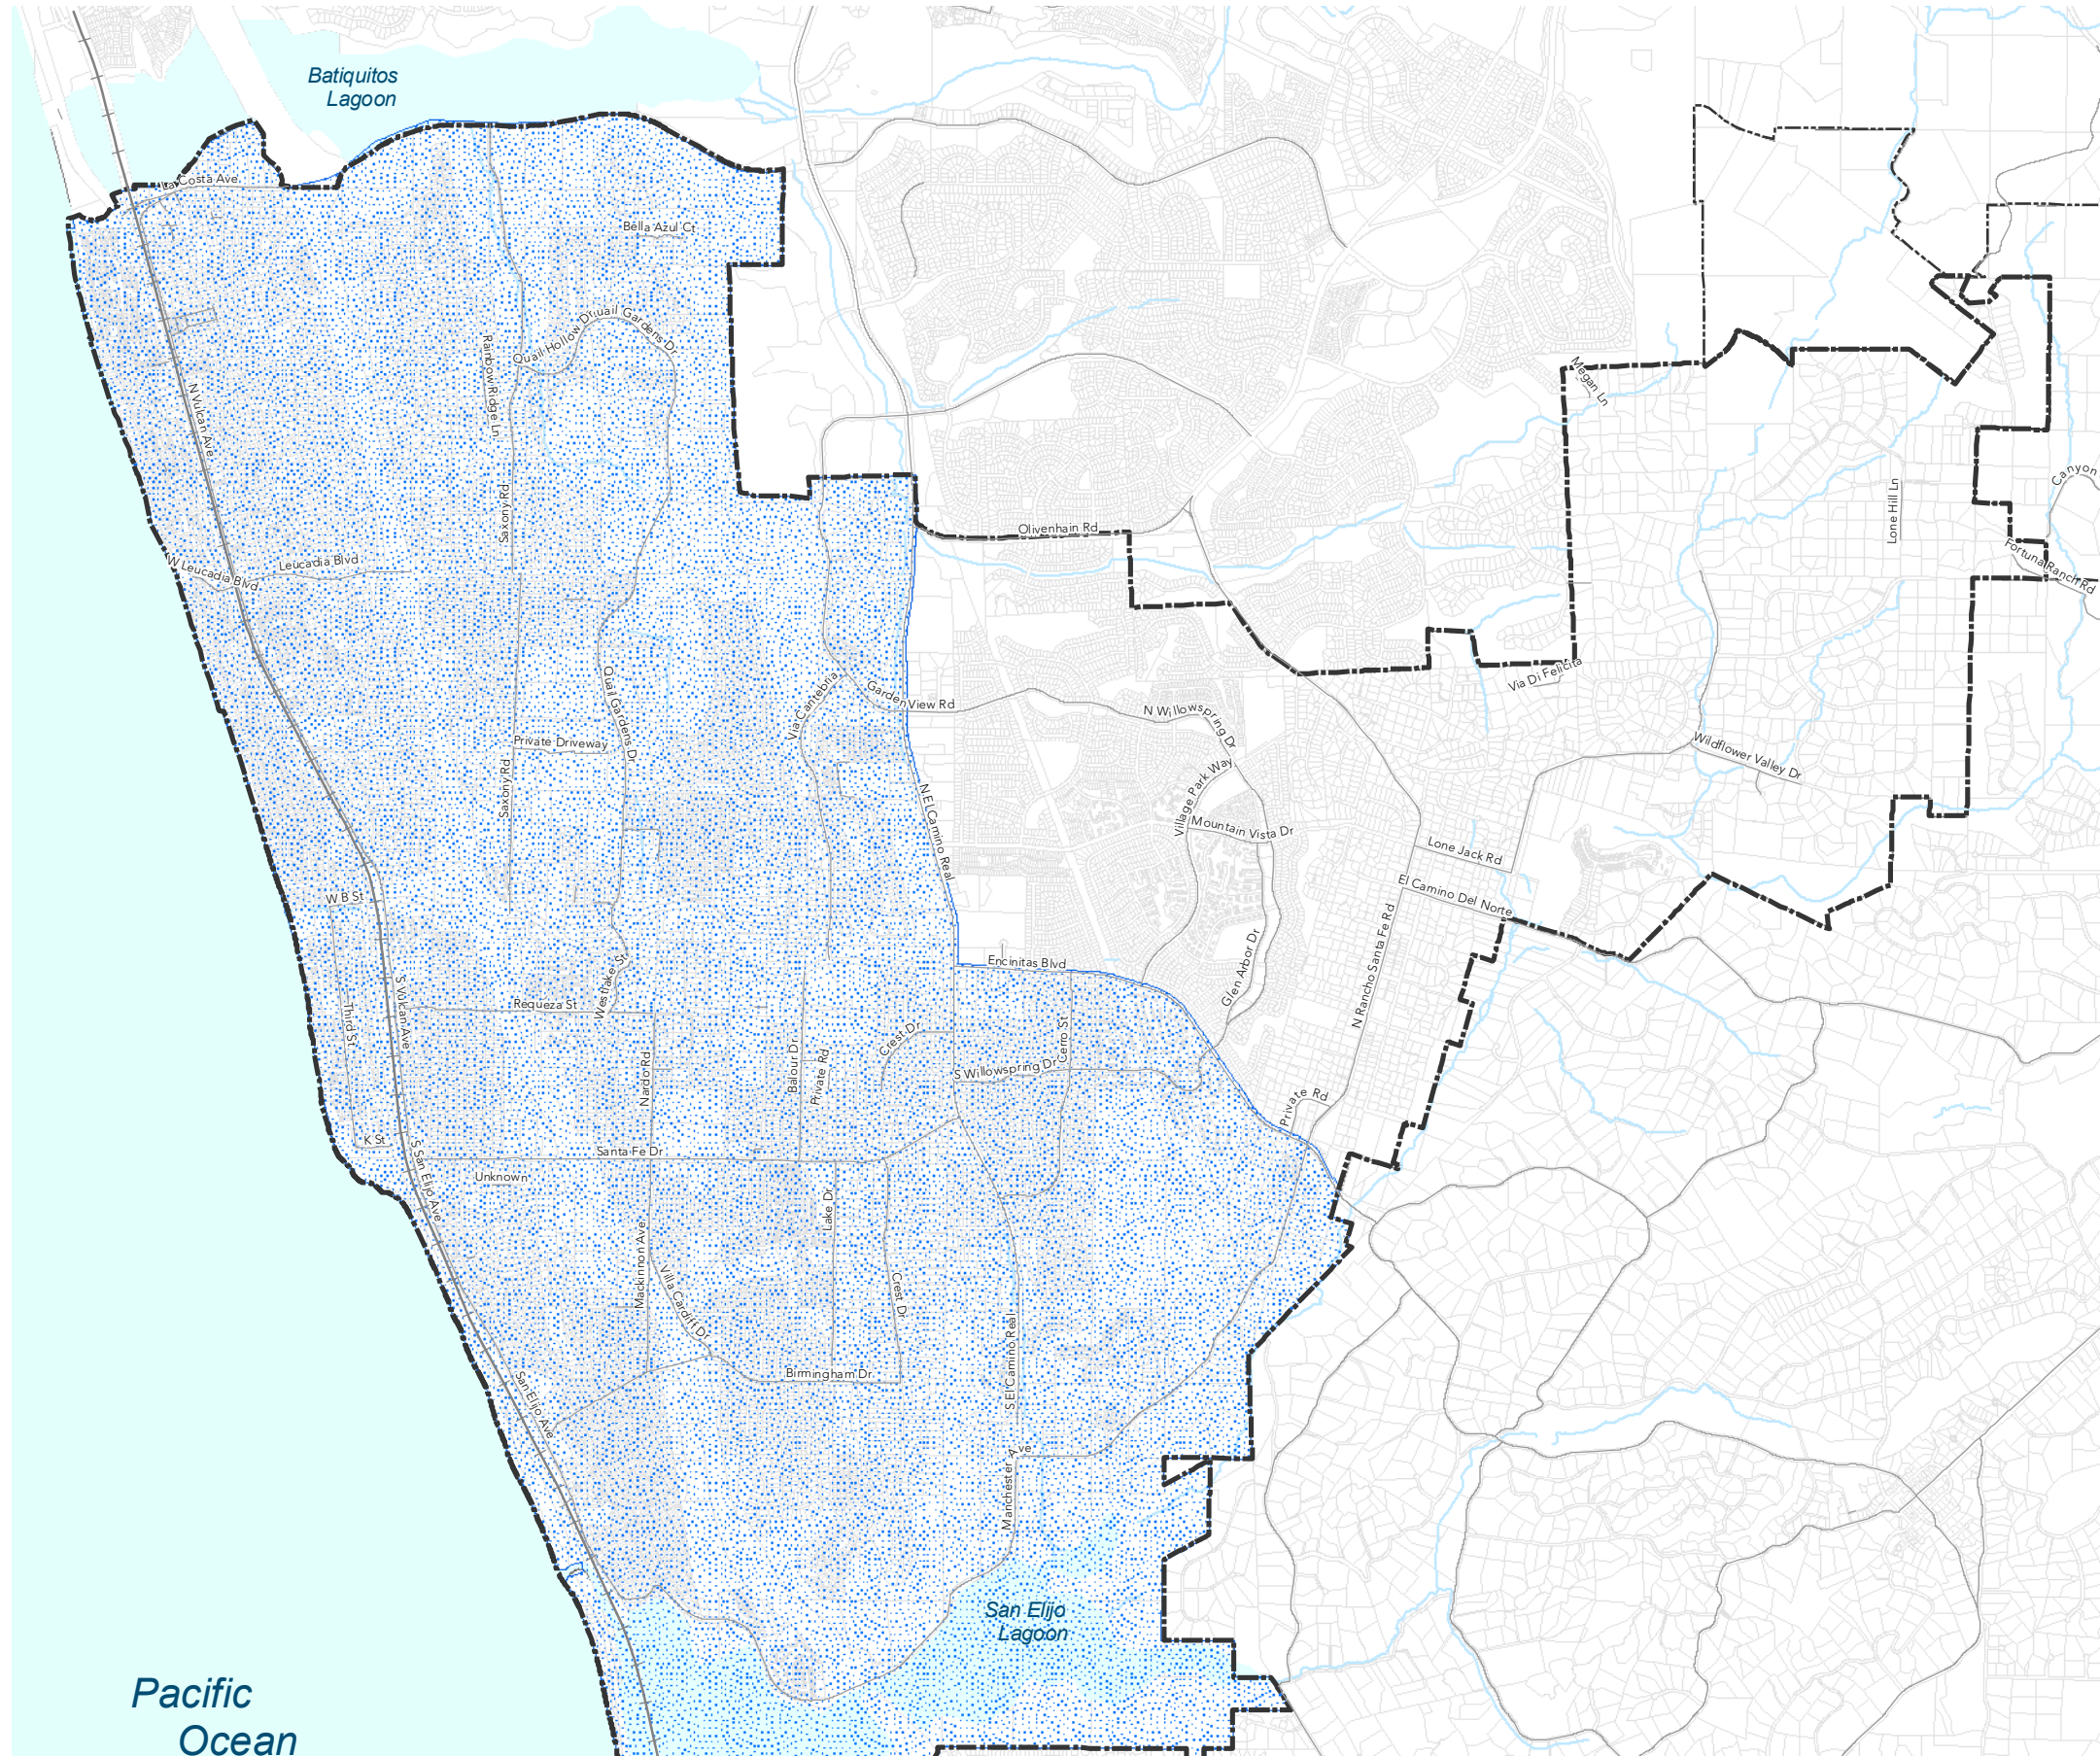 Batiquitos
Lagoon
La Costa Ave
Bella Azul Ct
Quail Hollow Dr
Quail Gardens Dr
Rainbow Ridge Ln
Megan Ln
N Vulcan Ave
Canyon
Saxony Rd
Lone Hill Ln
Olivenhain Rd
Fortuna Ranch Rd
W Leucadia Blvd
Leucadia Blvd
Via Di Felicita
Quail Gardens Dr
Via Cantebria
Garden View Rd
N Willowspring Dr
Private Driveway
Wildflower Valley Dr
Saxony Rd
N El Camino Real
Village Park Way
Mountain Vista Dr
Lone Jack Rd
El Camino Del Norte
W B St
Encinitas Blvd
Glen Arbor Dr
N Rancho Santa Fe Rd
Westlake St
Requeza St
Third St
S Vulcan Ave
Crest Dr
Cerro St
Nardo Rd
Balour Dr
Private Rd
S Willowspring Dr
Private Rd
K St
S San Elijo Ave
Santa Fe Dr
Unknown
Lake Dr
Mackinnon Ave
Villa Cardiff Dr
Crest Dr
S El Camino Real
Birmingham Dr
San Elijo Ave
Manchester Ave
San Elijo
Lagoon
Pacific
Ocean